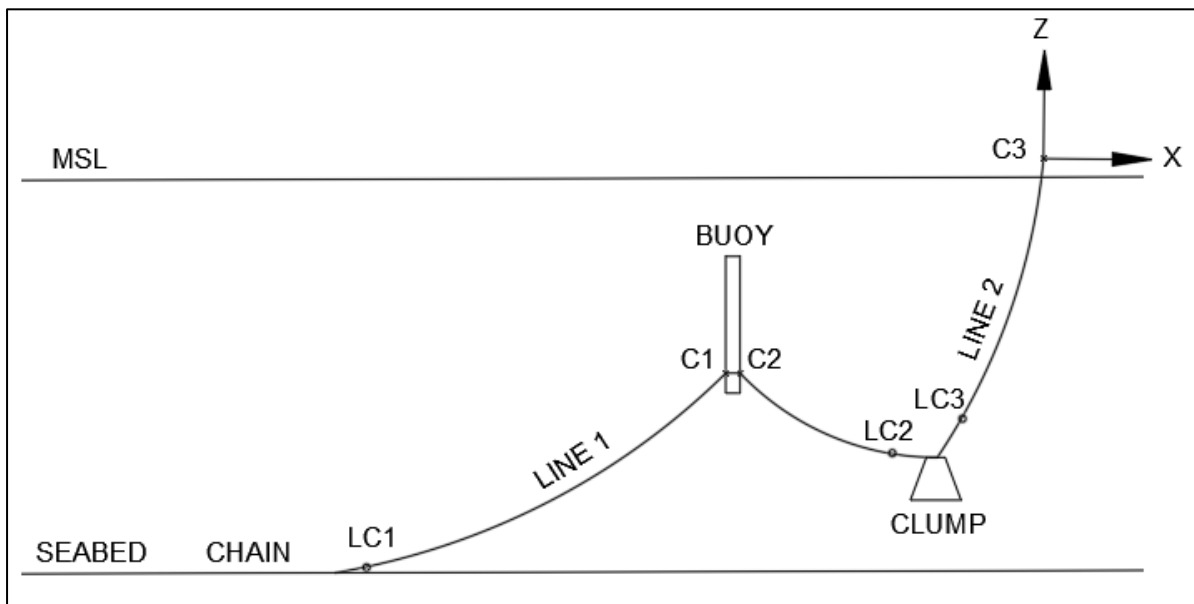 Z
C3
X
MSL
BUOY
LINE 2
C1
C2
LC3
LC2
LINE 1
CLUMP
LC1
SEABED
CHAIN